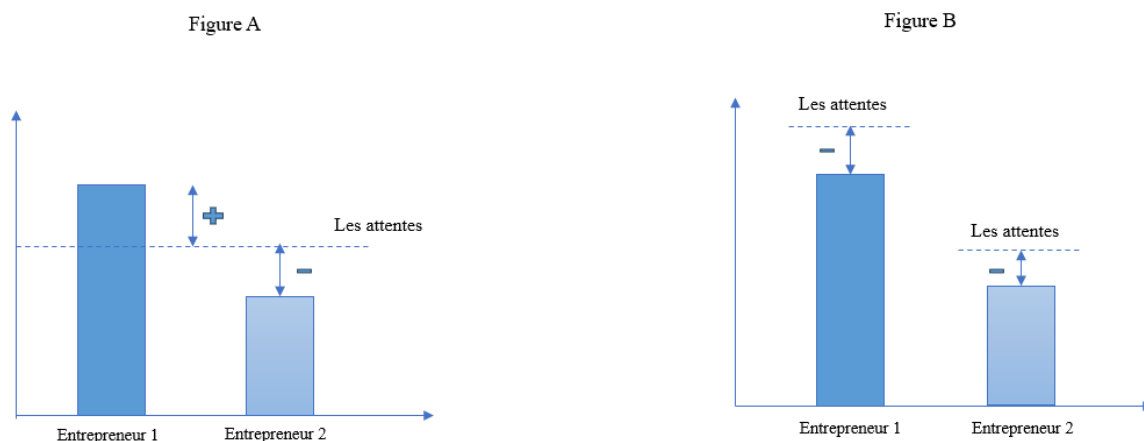 Figure A
Les attentes
Entrepreneur 1
Entrepreneur 2
Figure B
Les attentes
Les attentes
Entrepreneur 1
Entrepreneur 2